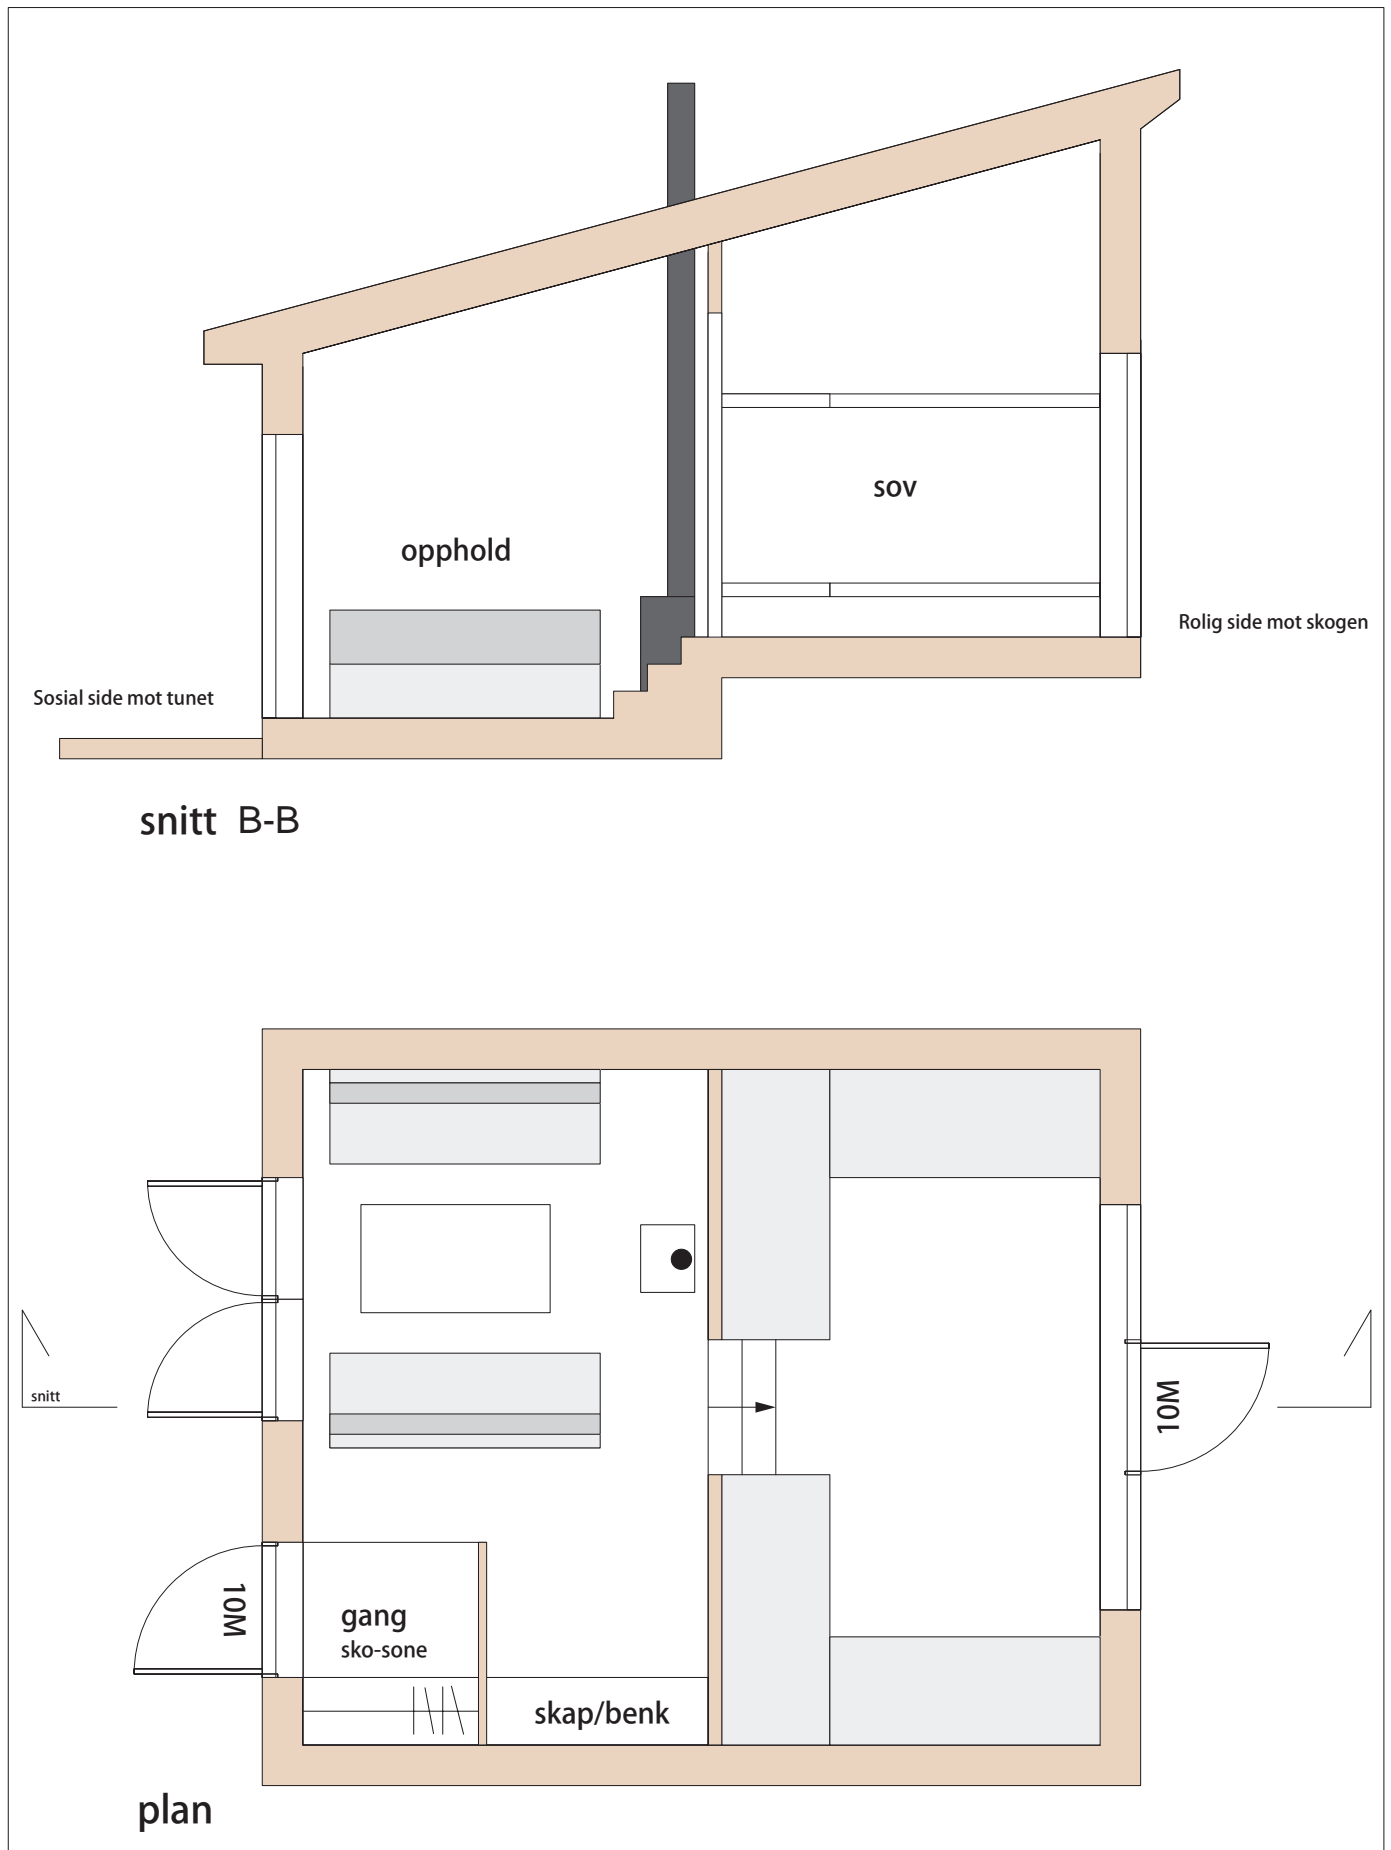 sov
opphold
Rolig side mot skogen
Sosial side mot tunet
snitt B-B
snitt
10M
10M
gang
sko-sone
skap/benk
plan